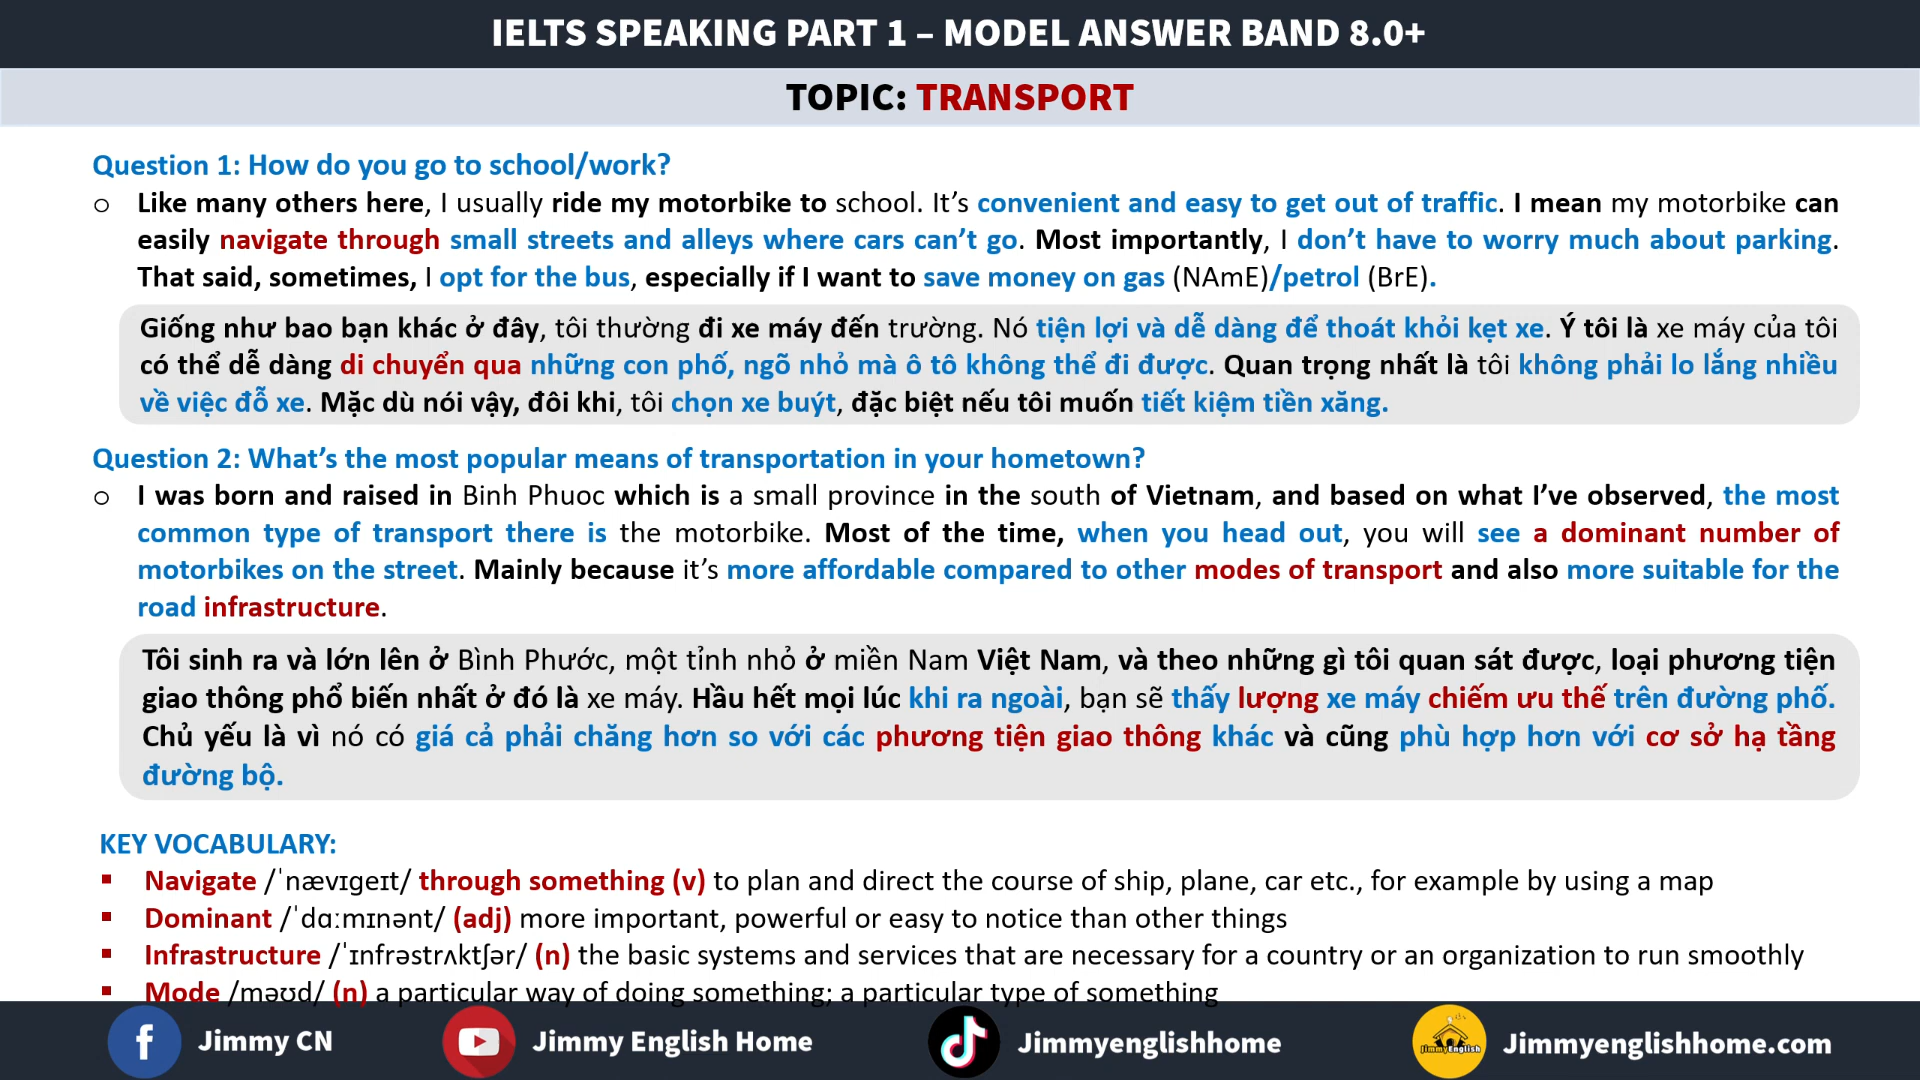 IELTS SPEAKING PART 1 – MODEL ANSWER BAND 8.0+
TOPIC: TRANSPORT
Question 1: How do you go to school/work?
o Like many others here, I usually ride my motorbike to school. It’s convenient and easy to get out of traffic. I mean my motorbike can
easily navigate through small streets and alleys where cars can’t go. Most importantly, I don’t have to worry much about parking.
That said, sometimes, I opt for the bus, especially if I want to save money on gas (NAmE)/petrol (BrE).
Giống như bao bạn khác ở đây, tôi thường đi xe máy đến trường. Nó tiện lợi và dễ dàng để thoát khỏi kẹt xe. Ý tôi là xe máy của tôi
có thể dễ dàng di chuyển qua những con phố, ngõ nhỏ mà ô tô không thể đi được. Quan trọng nhất là tôi không phải lo lắng nhiều
về việc đỗ xe. Mặc dù nói vậy, đôi khi, tôi chọn xe buýt, đặc biệt nếu tôi muốn tiết kiệm tiền xăng.
Question 2: What’s the most popular means of transportation in your hometown?
o I was born and raised in Binh Phuoc which is a small province in the south of Vietnam, and based on what I’ve observed, the most
common type of transport there is the motorbike. Most of the time, when you head out, you will see a dominant number of
motorbikes on the street. Mainly because it’s more affordable compared to other modes of transport and also more suitable for the
road infrastructure.
Tôi sinh ra và lớn lên ở Bình Phước, một tỉnh nhỏ ở miền Nam Việt Nam, và theo những gì tôi quan sát được, loại phương tiện
giao thông phổ biến nhất ở đó là xe máy. Hầu hết mọi lúc khi ra ngoài, bạn sẽ thấy lượng xe máy chiếm ưu thế trên đường phố.
Chủ yếu là vì nó có giá cả phải chăng hơn so với các phương tiện giao thông khác và cũng phù hợp hơn với cơ sở hạ tầng
đường bộ.
KEY VOCABULARY:
▪ Navigate /ˈnævɪɡeɪt/ through something (v) to plan and direct the course of ship, plane, car etc., for example by using a map
▪ Dominant /ˈdɑːmɪnənt/ (adj) more important, powerful or easy to notice than other things
▪ Infrastructure /ˈɪnfrəstrʌktʃər/ (n) the basic systems and services that are necessary for a country or an organization to run smoothly
▪ Mode /məʊd/ (n) a particular way of doing something; a particular type of something
Jimmy CN
Jimmy English Home
Jimmyenglishhome
JimmyEnglish
Jimmyenglishhome.com